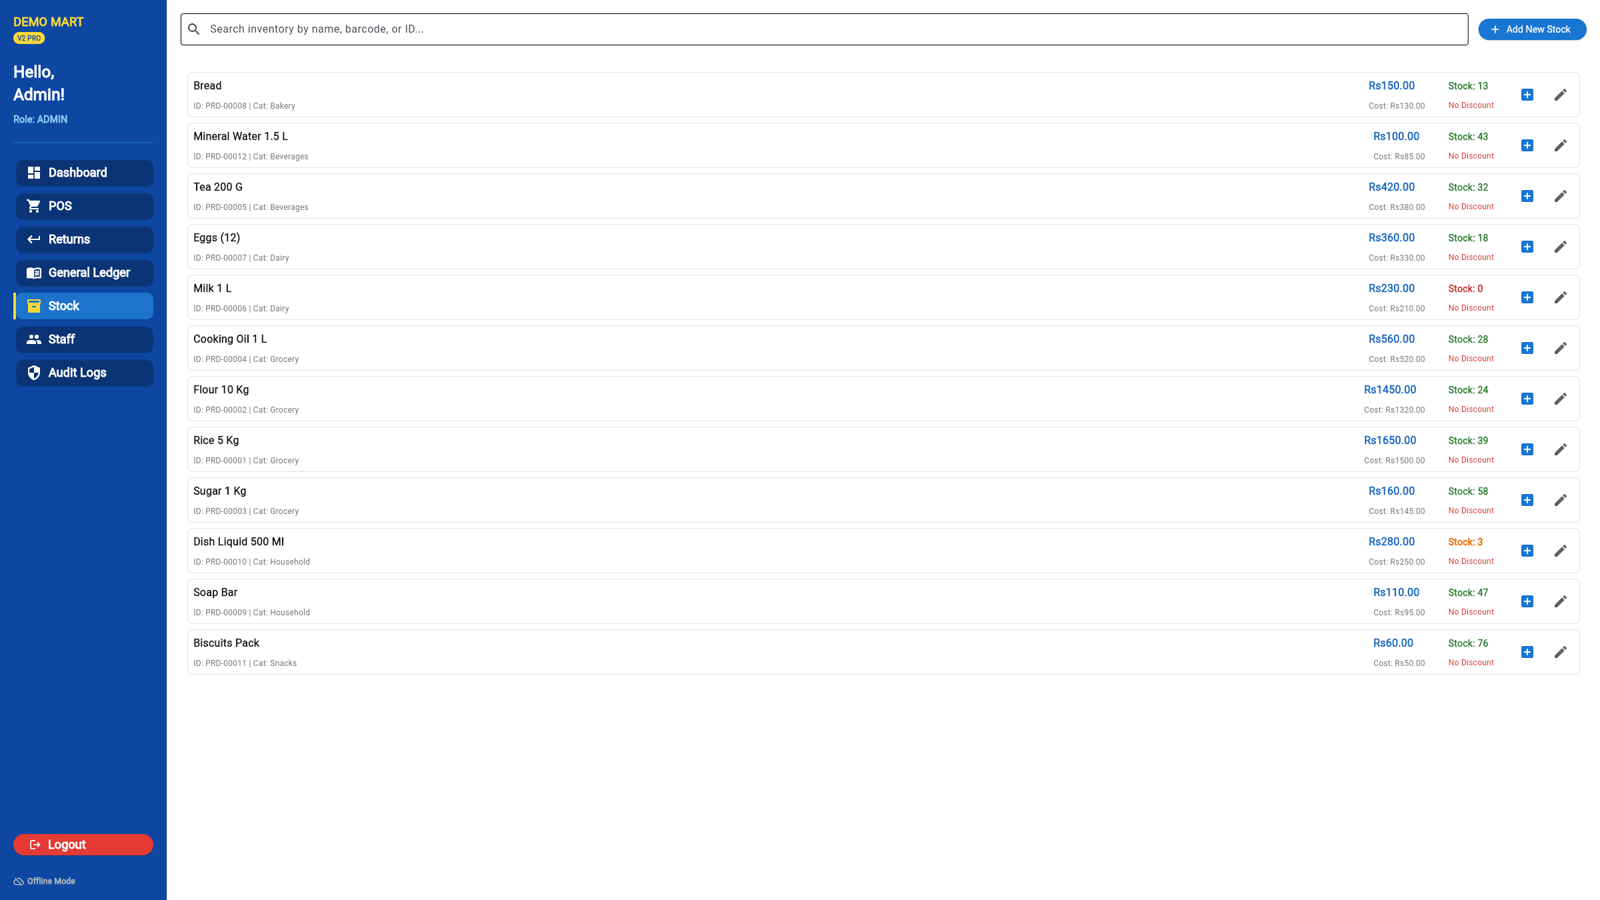 DEMO MART
V2 PRO
Hello,
Admin!
Role: ADMIN
Dashboard
POS
Returns
General Ledger
Stock
Staff
Audit Logs
Logout
Offline Mode
Search inventory by name, barcode, or ID...
Add New Stock
Bread Rs150.00 Stock: 13
ID: PRD-00008 | Cat: Bakery Cost: Rs130.00 No Discount
Mineral Water 1.5 L Rs100.00 Stock: 43
ID: PRD-00012 | Cat: Beverages Cost: Rs85.00 No Discount
Tea 200 G Rs420.00 Stock: 32
ID: PRD-00005 | Cat: Beverages Cost: Rs380.00 No Discount
Eggs (12) Rs360.00 Stock: 18
ID: PRD-00007 | Cat: Dairy Cost: Rs330.00 No Discount
Milk 1 L Rs230.00 Stock: 0
ID: PRD-00006 | Cat: Dairy Cost: Rs210.00 No Discount
Cooking Oil 1 L Rs560.00 Stock: 28
ID: PRD-00004 | Cat: Grocery Cost: Rs520.00 No Discount
Flour 10 Kg Rs1450.00 Stock: 24
ID: PRD-00002 | Cat: Grocery Cost: Rs1320.00 No Discount
Rice 5 Kg Rs1650.00 Stock: 39
ID: PRD-00001 | Cat: Grocery Cost: Rs1500.00 No Discount
Sugar 1 Kg Rs160.00 Stock: 58
ID: PRD-00003 | Cat: Grocery Cost: Rs145.00 No Discount
Dish Liquid 500 Ml Rs280.00 Stock: 3
ID: PRD-00010 | Cat: Household Cost: Rs250.00 No Discount
Soap Bar Rs110.00 Stock: 47
ID: PRD-00009 | Cat: Household Cost: Rs95.00 No Discount
Biscuits Pack Rs60.00 Stock: 76
ID: PRD-00011 | Cat: Snacks Cost: Rs50.00 No Discount